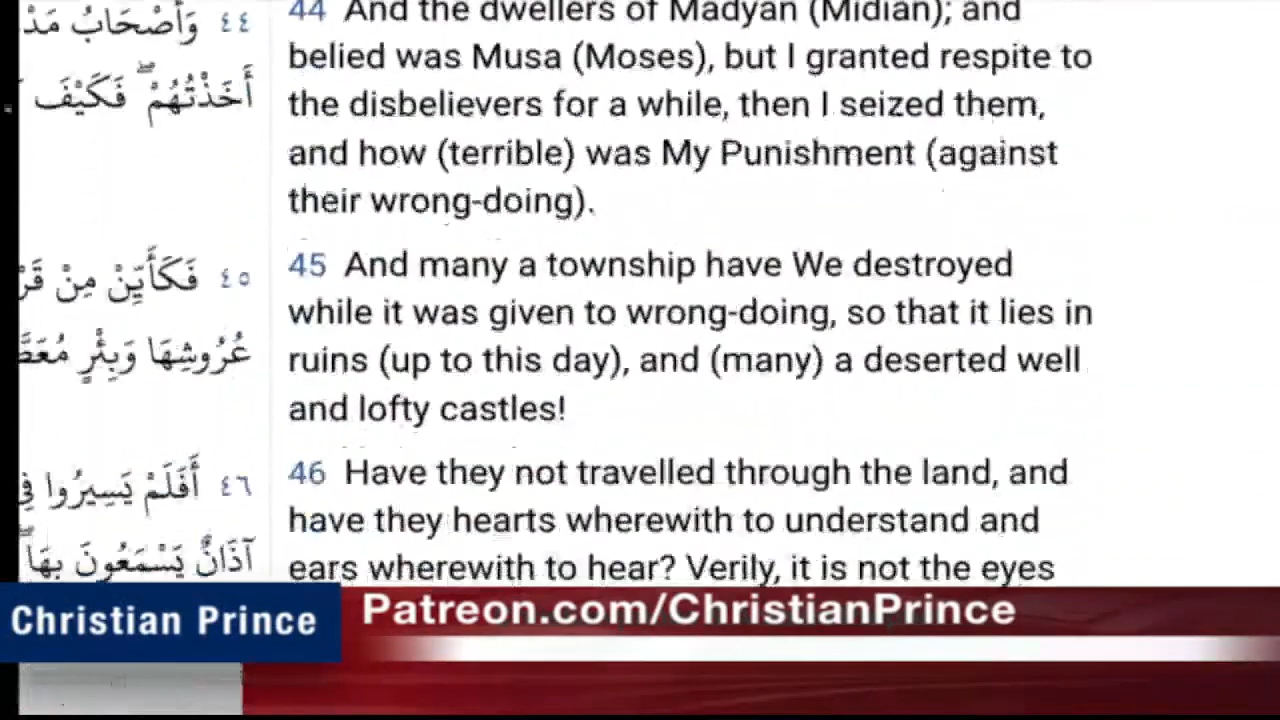 ٤٤ وَأَصْحَابُ
44 And the dwellers of Madyan (Midian); and
belied was Musa (Moses), but I granted respite to
أَخَذْتُهُمْ ۖ فَكَيْفَ
the disbelievers for a while, then I seized them,
and how (terrible) was My Punishment (against
their wrong-doing).
٤٥ فَكَأَيِّنْ مِنْ
45 And many a township have We destroyed
while it was given to wrong-doing, so that it lies in
عُرُوشِهَا وَبِئْرٍ
ruins (up to this day), and (many) a deserted well
and lofty castles!
٤٦ أَفَلَمْ يَسِيرُوا فِي
46 Have they not travelled through the land, and
have they hearts wherewith to understand and
آذَانٌ يَسْمَعُونَ بِهَا ۖ
ears wherewith to hear? Verily, it is not the eyes
Christian Prince
Patreon.com/ChristianPrince